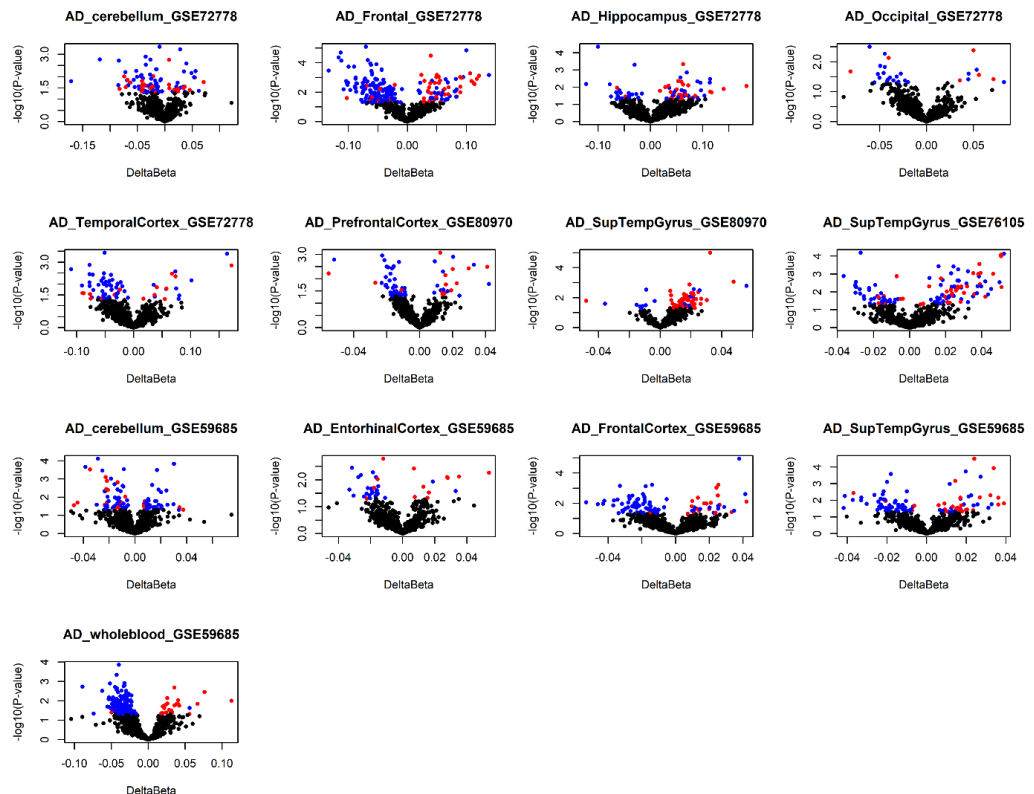 AD_cerebellum_GSE72778
AD_Frontal_GSE72778
AD_Hippocampus_GSE72778
AD_Occipital_GSE72778
-log10(P-value)
0.0 1.5 3.0
-0.15 -0.05 0.05
DeltaBeta
-log10(P-value)
0 1 2 3 4
-0.10 0.00 0.10
DeltaBeta
-log10(P-value)
0 1 2 3 4
-0.10 0.00 0.10
DeltaBeta
-log10(P-value)
0.0 1.0 2.0
-0.05 0.00 0.05
DeltaBeta
AD_TemporalCortex_GSE72778
AD_PrefrontalCortex_GSE80970
AD_SupTempGyrus_GSE80970
AD_SupTempGyrus_GSE76105
-log10(P-value)
0.0 1.5 3.0
-0.10 0.00 0.10
DeltaBeta
-log10(P-value)
0.0 1.5 3.0
-0.04 0.00 0.02 0.04
DeltaBeta
-log10(P-value)
0 1 2 3 4 5
-0.04 0.00 0.04
DeltaBeta
-log10(P-value)
0 1 2 3 4
-0.04 0.00 0.02 0.04
DeltaBeta
AD_cerebellum_GSE59685
AD_EntorhinalCortex_GSE59685
AD_FrontalCortex_GSE59685
AD_SupTempGyrus_GSE59685
-log10(P-value)
0 1 2 3 4
-0.04 0.00 0.04
DeltaBeta
-log10(P-value)
0.0 1.0 2.0
-0.04 0.00 0.04
DeltaBeta
-log10(P-value)
0 1 2 3 4 5
-0.04 0.00 0.02 0.04
DeltaBeta
-log10(P-value)
0 1 2 3 4
-0.04 0.00 0.02 0.04
DeltaBeta
AD_wholeblood_GSE59685
-log10(P-value)
0 1 2 3 4
-0.10 -0.05 0.00 0.05 0.10
DeltaBeta